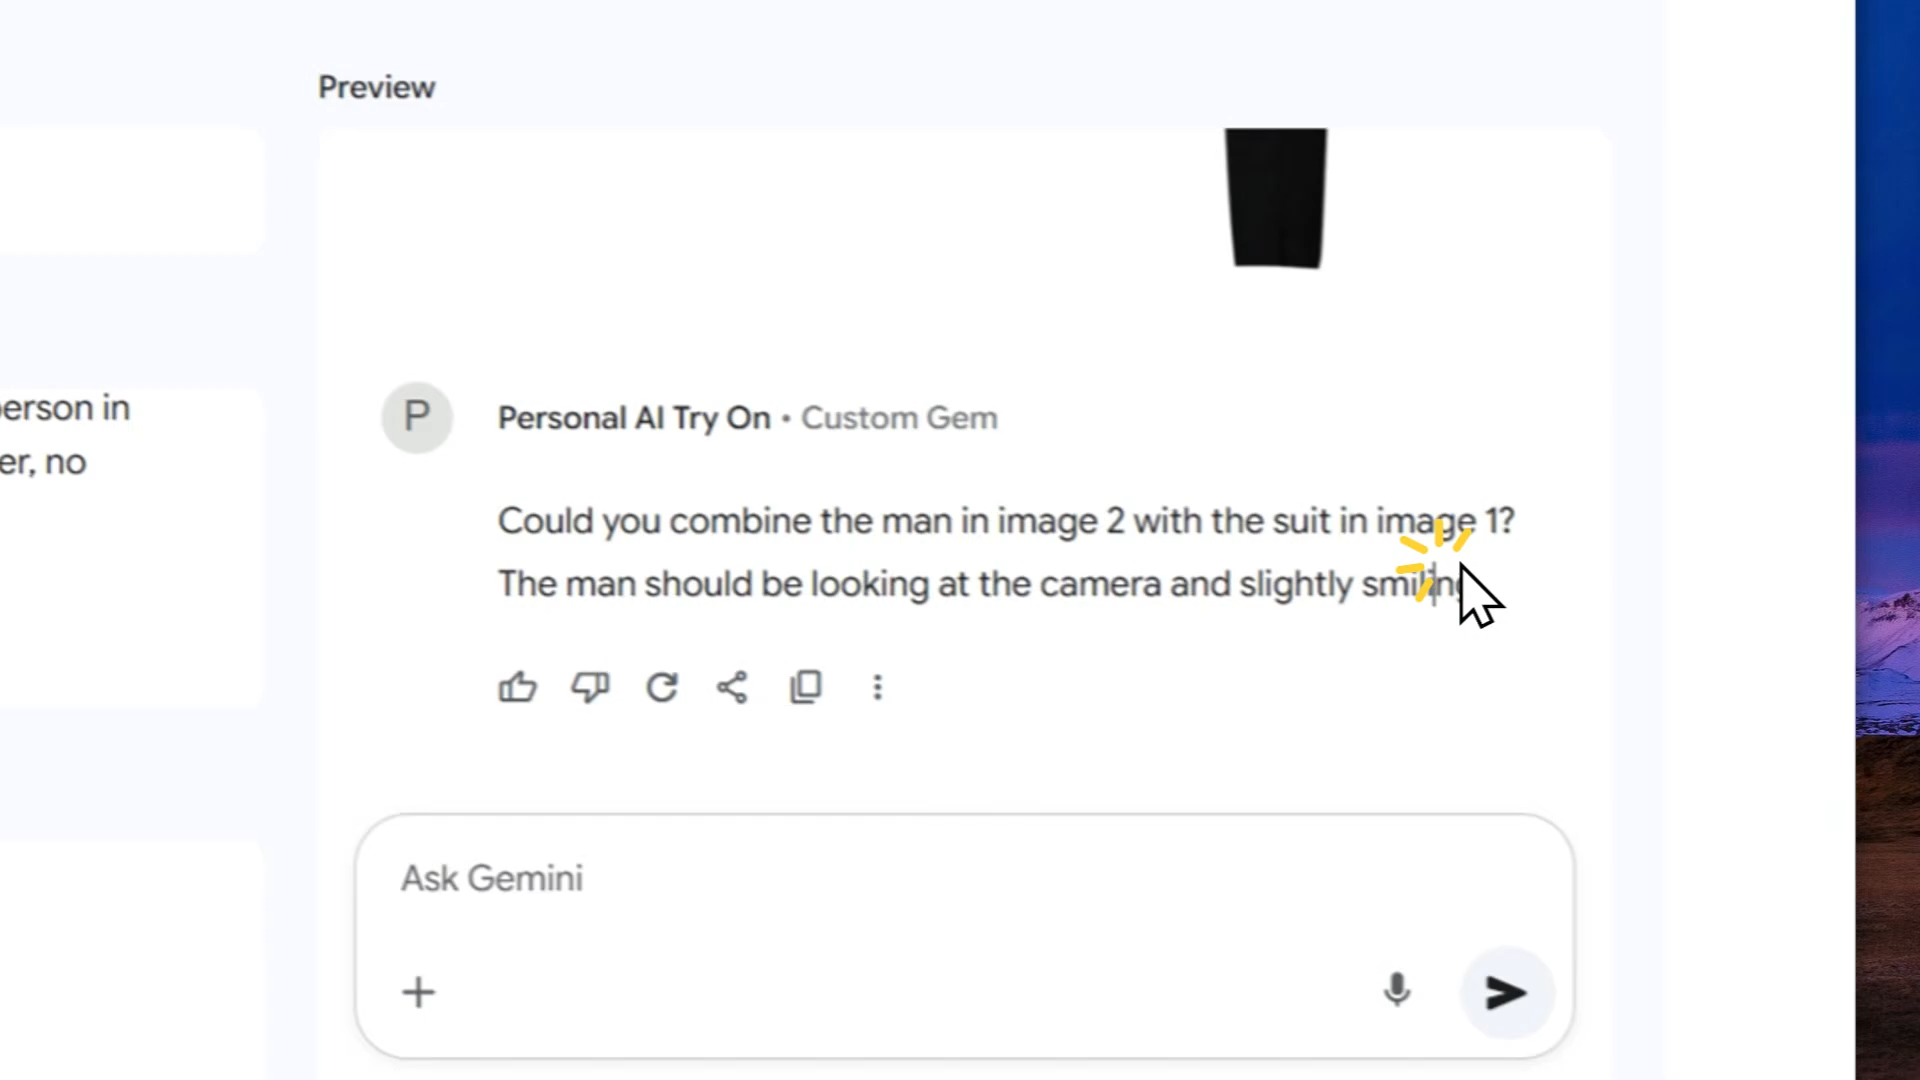 Preview
erson in
er, no
P
Personal AI Try On • Custom Gem
Could you combine the man in image 2 with the suit in image 1?
The man should be looking at the camera and slightly smiling
Ask Gemini